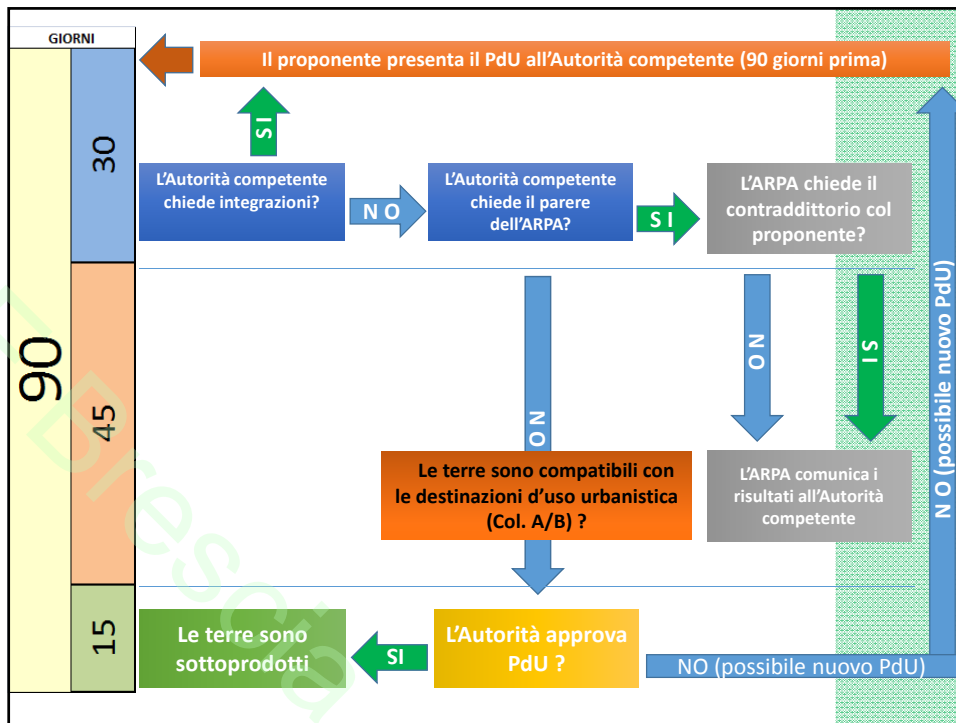 GIORNI
90
30
45
15
Il proponente presenta il PdU all'Autorità competente (90 giorni prima)
SI
L'Autorità competente
chiede integrazioni?
N O
L'Autorità competente
chiede il parere
dell'ARPA?
S I
L'ARPA chiede il
contraddittorio col
proponente?
NO
NO
SI
Le terre sono compatibili con
le destinazioni d'uso urbanistica
(Col. A/B) ?
L'ARPA comunica i
risultati all'Autorità
competente
N O (possibile nuovo PdU)
Le terre sono
sottoprodotti
SI
L'Autorità approva
PdU ?
NO (possibile nuovo PdU)
Brescia